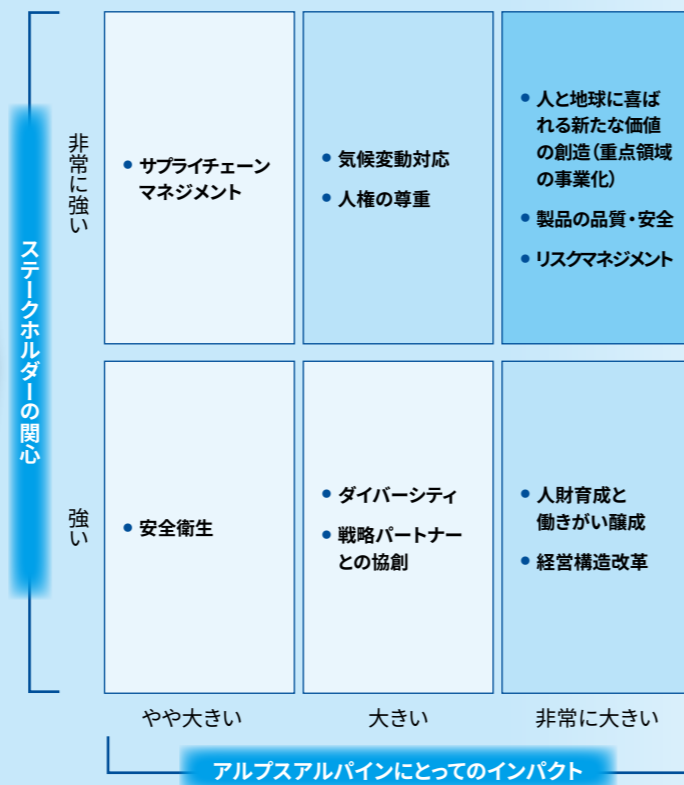 ステークホルダーの関心
非常に強い
• サプライチェーン
マネジメント
• 気候変動対応
• 人権の尊重
• 人と地球に喜ば
れる新たな価値
の創造（重点領域
の事業化）
• 製品の品質・安全
• リスクマネジメント
強い
• 安全衛生
• ダイバーシティ
• 戦略パートナー
との協創
• 人財育成と
働きがい醸成
• 経営構造改革
やや大きい
大きい
非常に大きい
アルプスアルパインにとってのインパクト